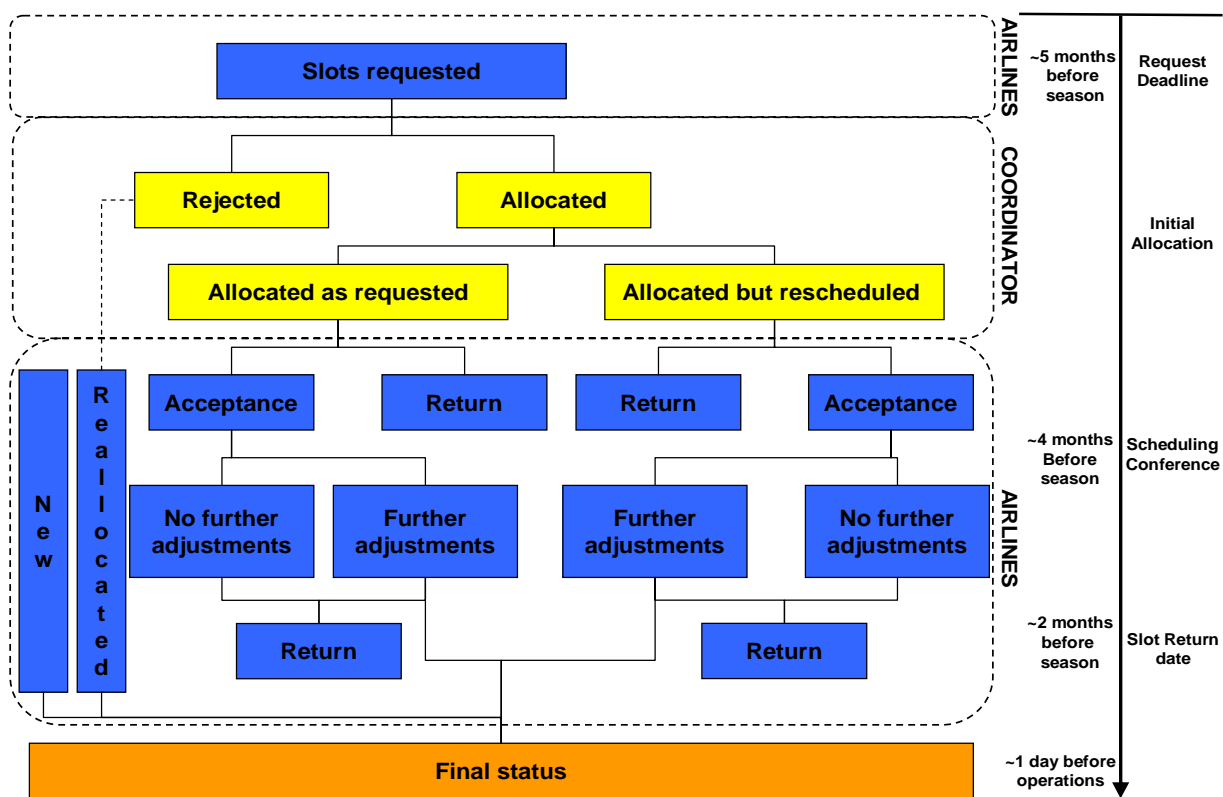 Slots requested
AIRLINES
~5 months
before
season
Request
Deadline
Rejected
Allocated
COORDINATOR
Initial
Allocation
Allocated as requested
Allocated but rescheduled
New
Reallocated
Acceptance
Return
Return
Acceptance
~4 months
Before
season
Scheduling
Conference
No further
adjustments
Further
adjustments
Further
adjustments
No further
adjustments
AIRLINES
Return
Return
~2 months
before
season
Slot Return
date
Final status
~1 day before
operations